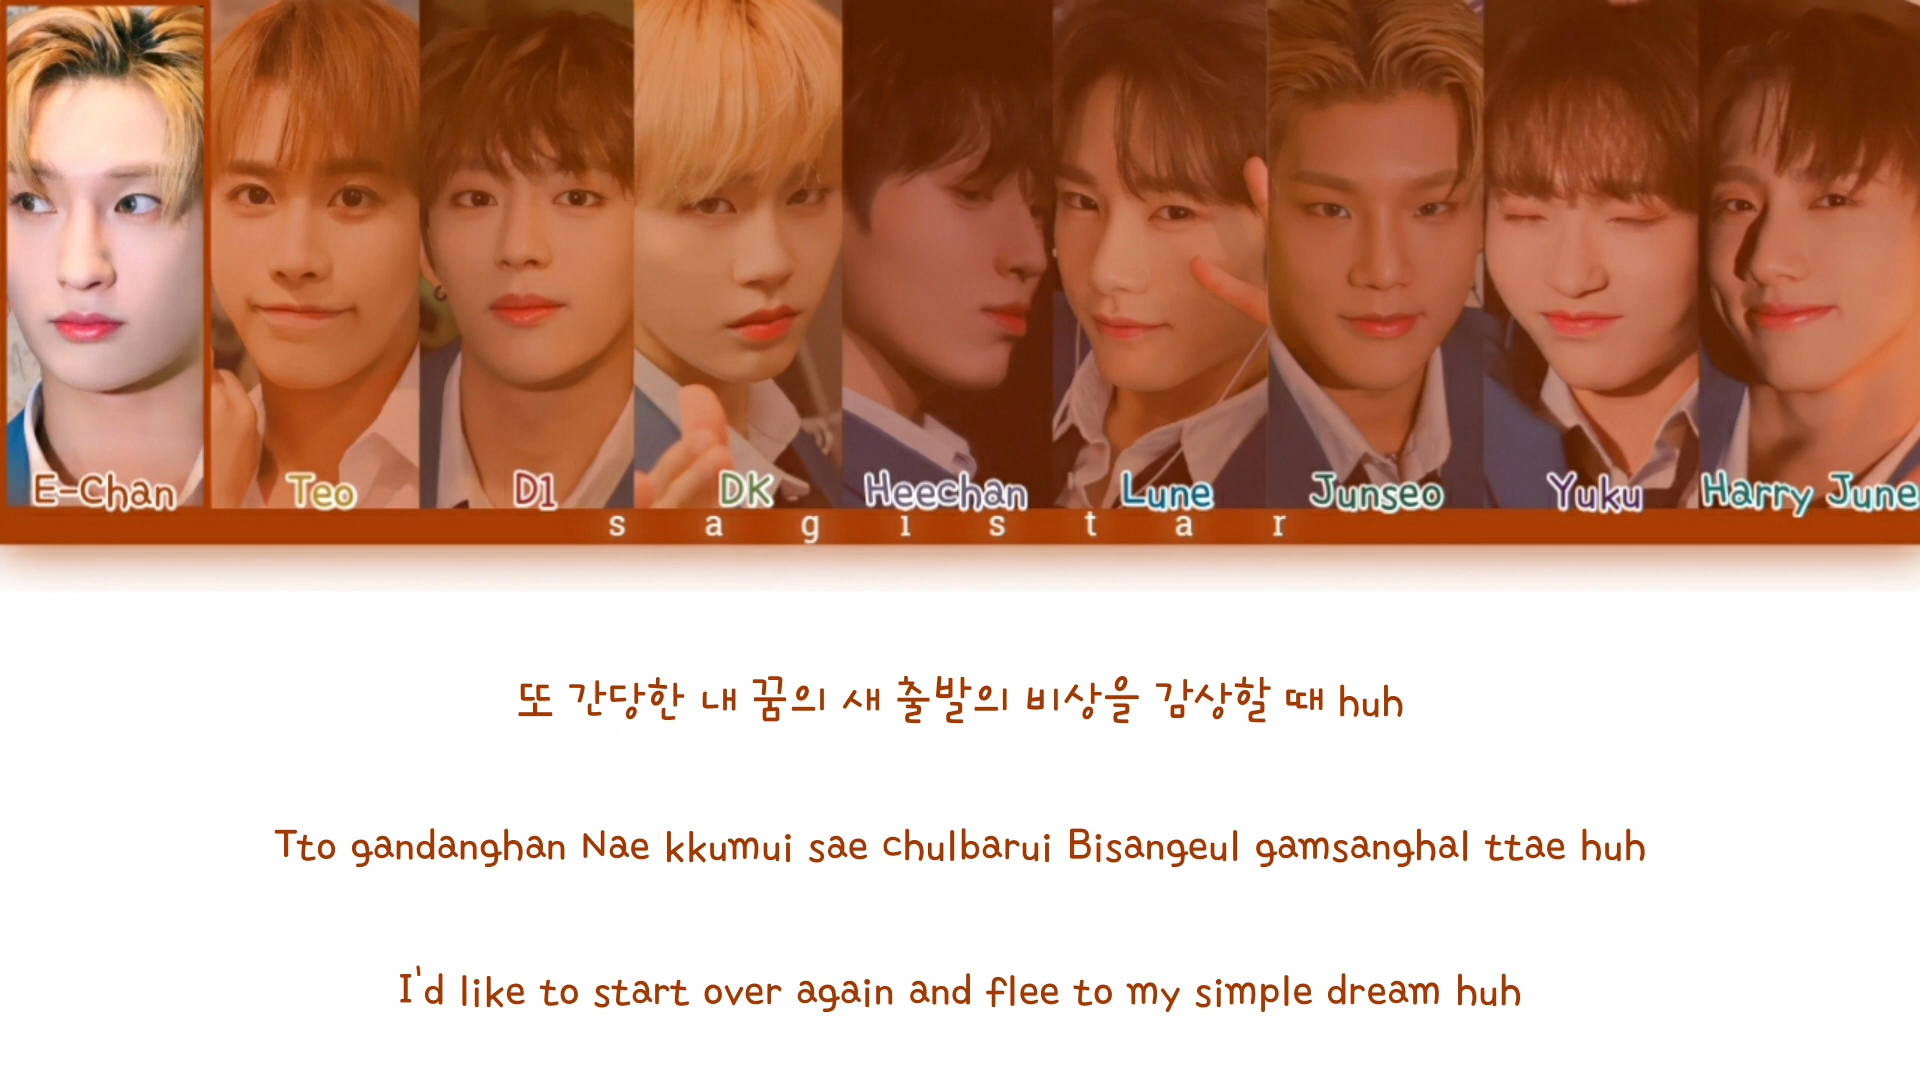 E-Chan Teo D1 DK Heechan Lune Junseo Yuku Harry June
sagistar
또 간당한 내 꿈의 새 출발의 비상을 감상할 때 huh
Tto gandanghan Nae kkumui sae chulbarui Bisangeul gamsanghal ttae huh
I'd like to start over again and flee to my simple dream huh